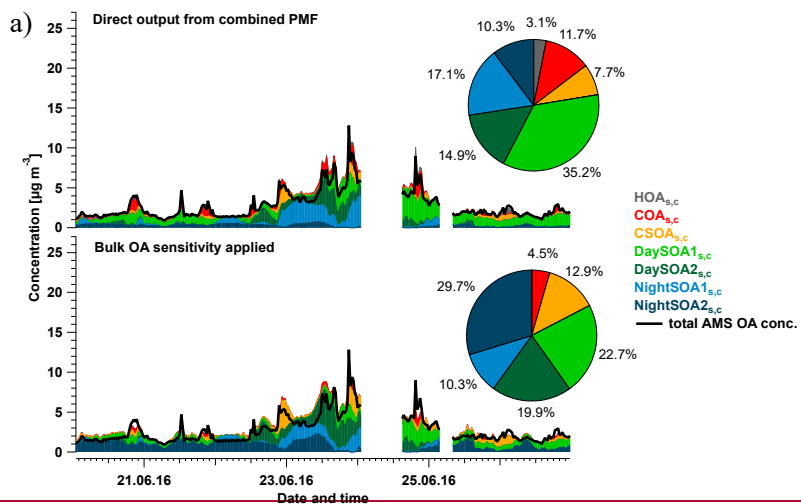 a)
Direct output from combined PMF
25
20
15
10
5
0
3.1%
11.7%
7.7%
35.2%
14.9%
17.1%
10.3%
Concentration [µg m-3]
HOAs,c
COAs,c
CSOAs,c
DaySOA1s,c
DaySOA2s,c
NightSOA1s,c
NightSOA2s,c
total AMS OA conc.
Bulk OA sensitivity applied
25
20
15
10
5
0
4.5%
12.9%
22.7%
19.9%
10.3%
29.7%
21.06.16
23.06.16
25.06.16
Date and time